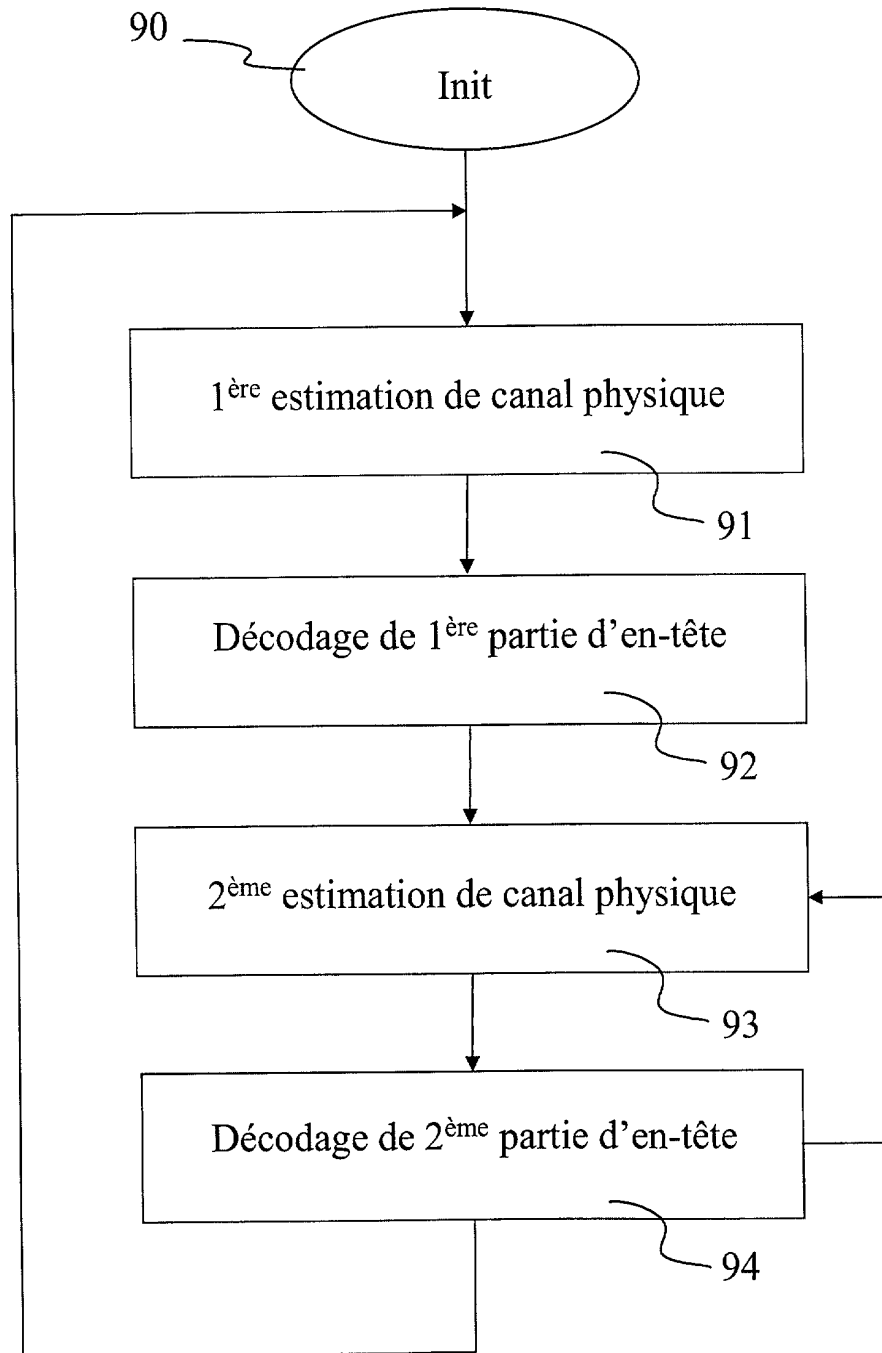 90
Init
1ère estimation de canal physique
91
Décodage de 1ère partie d'en-tête
92
2ème estimation de canal physique
93
Décodage de 2ème partie d'en-tête
94